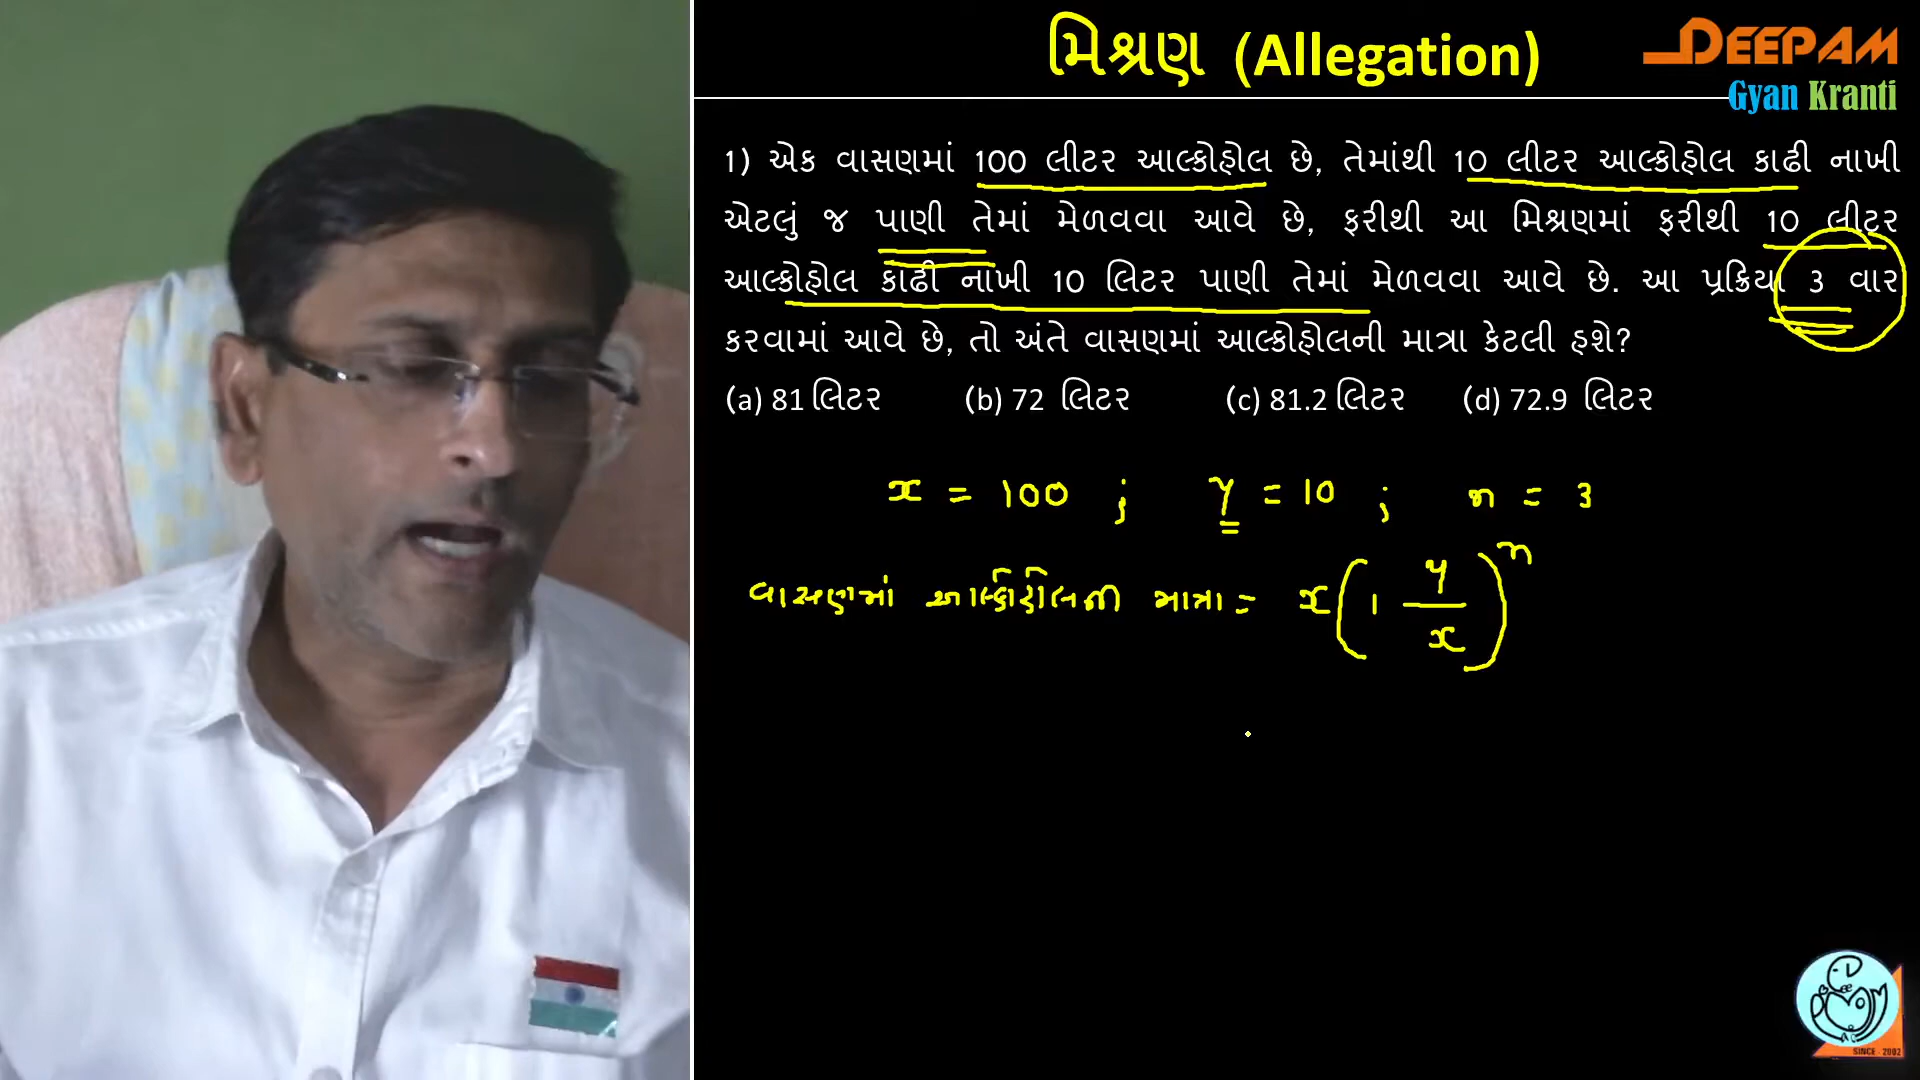 મિશ્રણ (Allegation)
DEEPAM
Gyan Kranti
1) એક વાસણમાં 100 લીટર આલ્કોહોલ છે, તેમાંથી 10 લીટર આલ્કોહોલ કાઢી નાખી
એટલું જ પાણી તેમાં મેળવવા આવે છે, ફરીથી આ મિશ્રણમાં ફરીથી 10 લીટર
આલ્કોહોલ કાઢી નાખી 10 લિટર પાણી તેમાં મેળવવા આવે છે. આ પ્રક્રિયા 3 વાર
કરવામાં આવે છે, તો અંતે વાસણમાં આલ્કોહોલની માત્રા કેટલી હશે?
(a) 81 લિટર (b) 72 લિટર (c) 81.2 લિટર (d) 72.9 લિટર
x = 100 ; y = 10 ; n = 3
વાસણમાં આલ્કોહોલની માત્રા = x(1 y/x)^n
SINCE - 2002